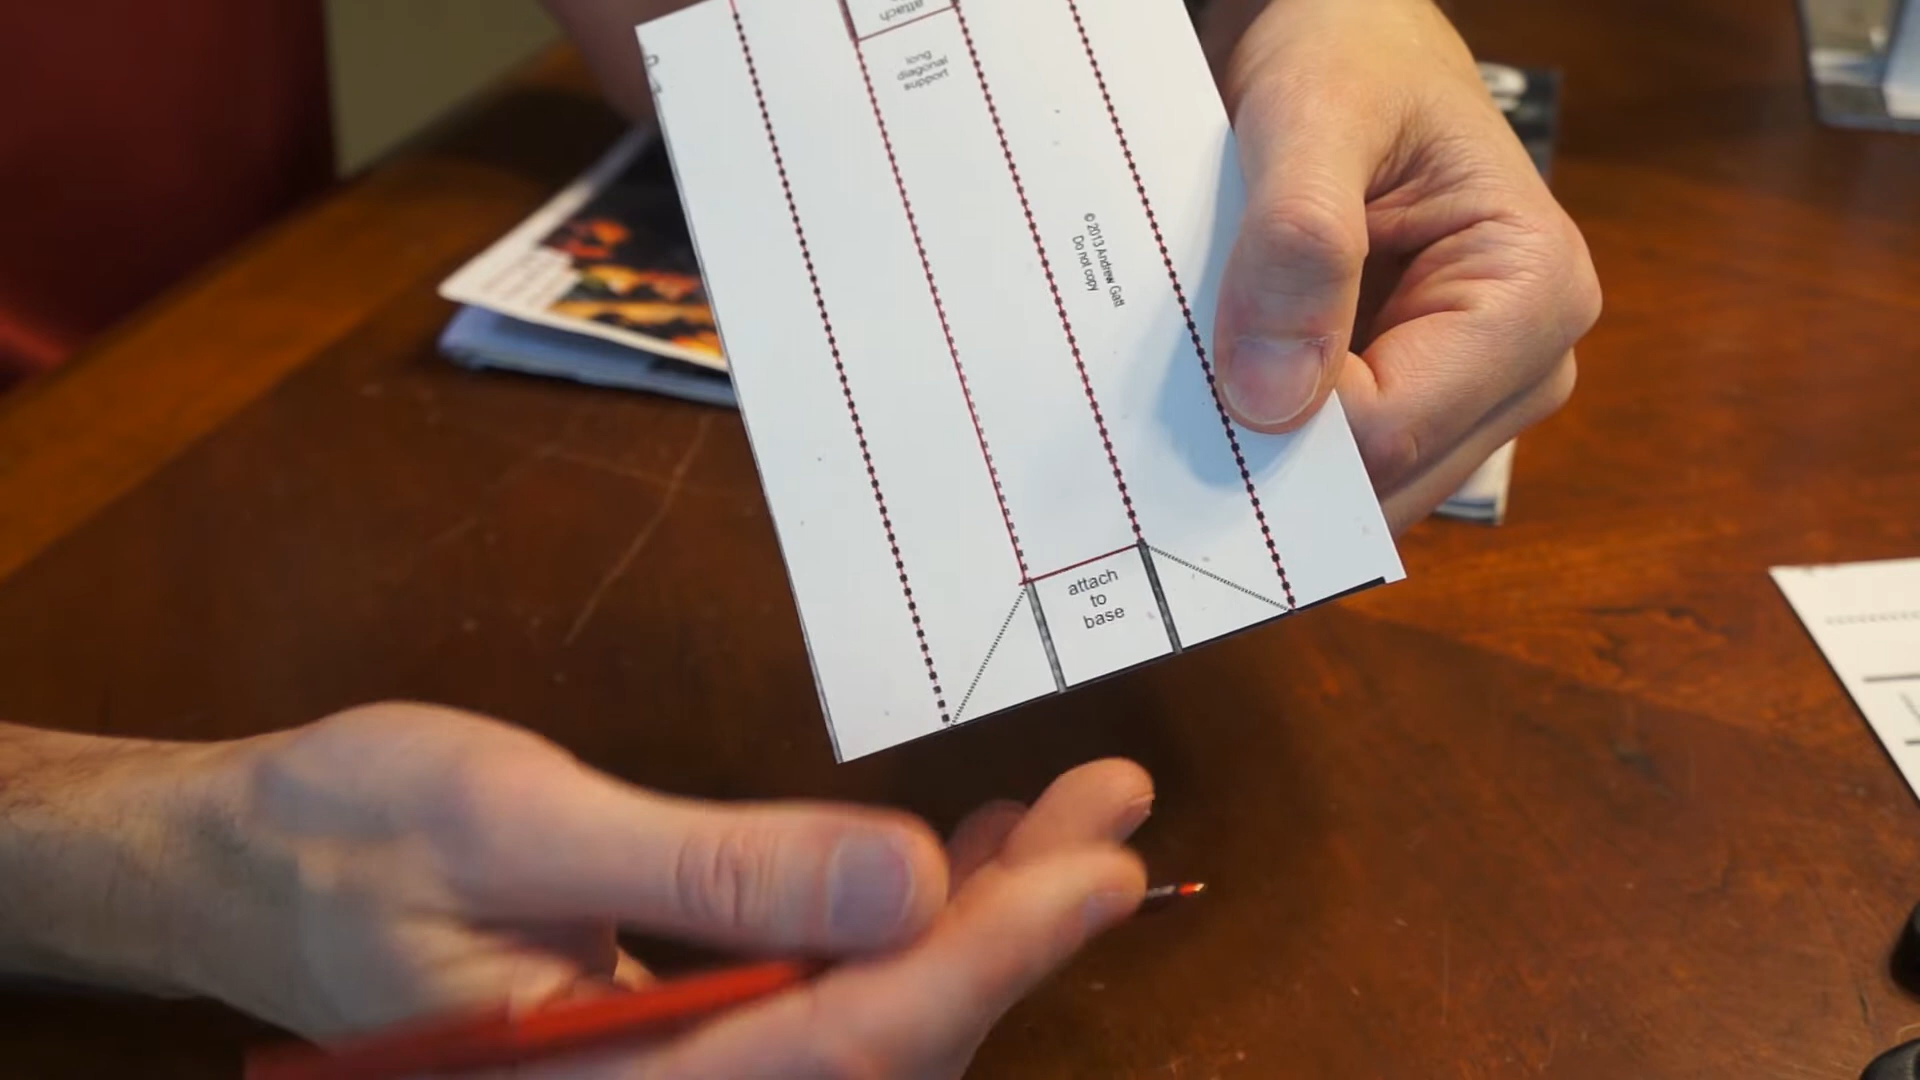 attach
long
diagonal
support
© 2013 Andrew Gatt
Do not copy
attach
to
base